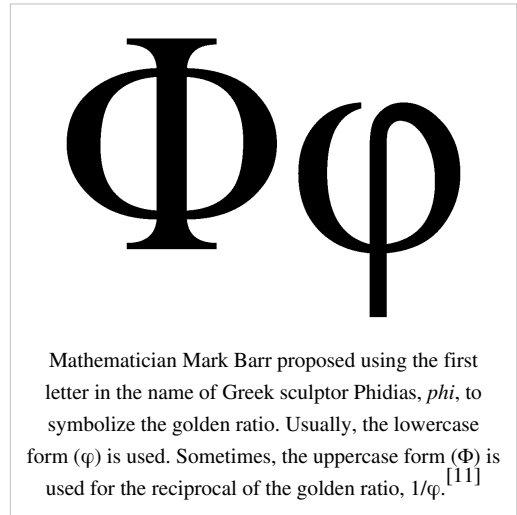 Φφ
Mathematician Mark Barr proposed using the first
letter in the name of Greek sculptor Phidias, phi, to
symbolize the golden ratio. Usually, the lowercase
form (φ) is used. Sometimes, the uppercase form (Φ) is
used for the reciprocal of the golden ratio, 1/φ.[11]